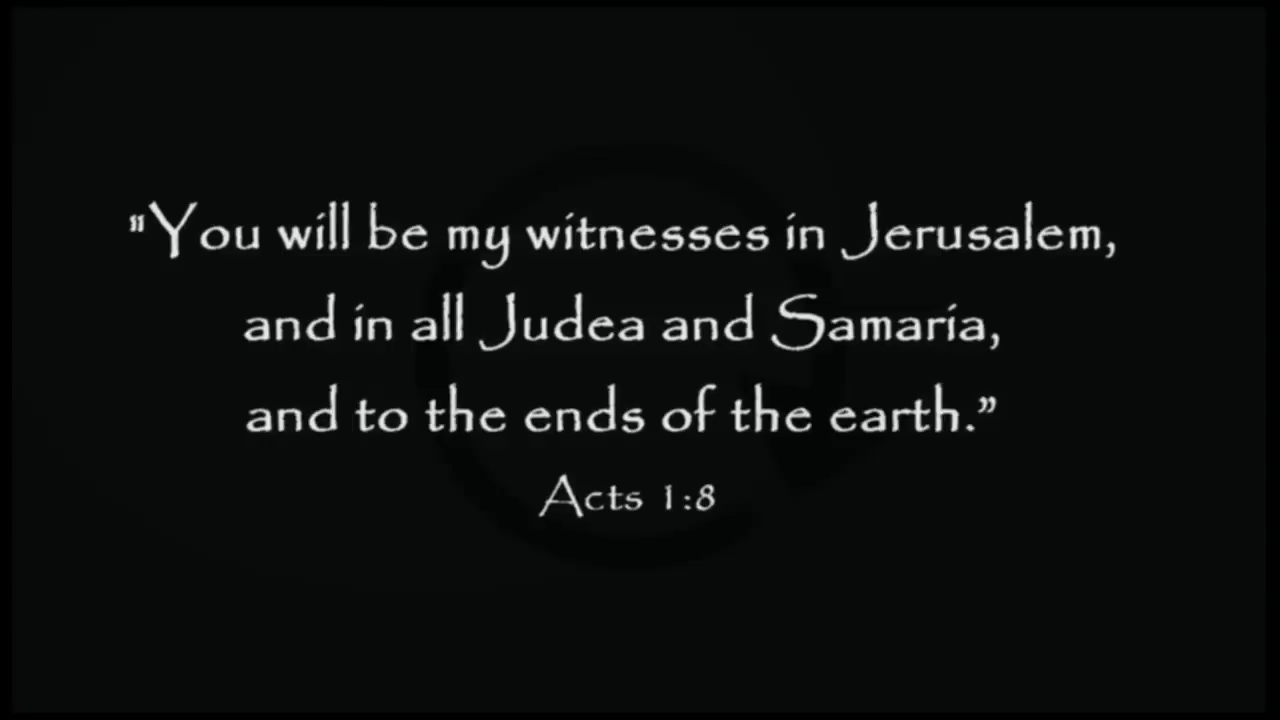 "You will be my witnesses in Jerusalem,
and in all Judea and Samaria,
and to the ends of the earth.”
Acts 1:8